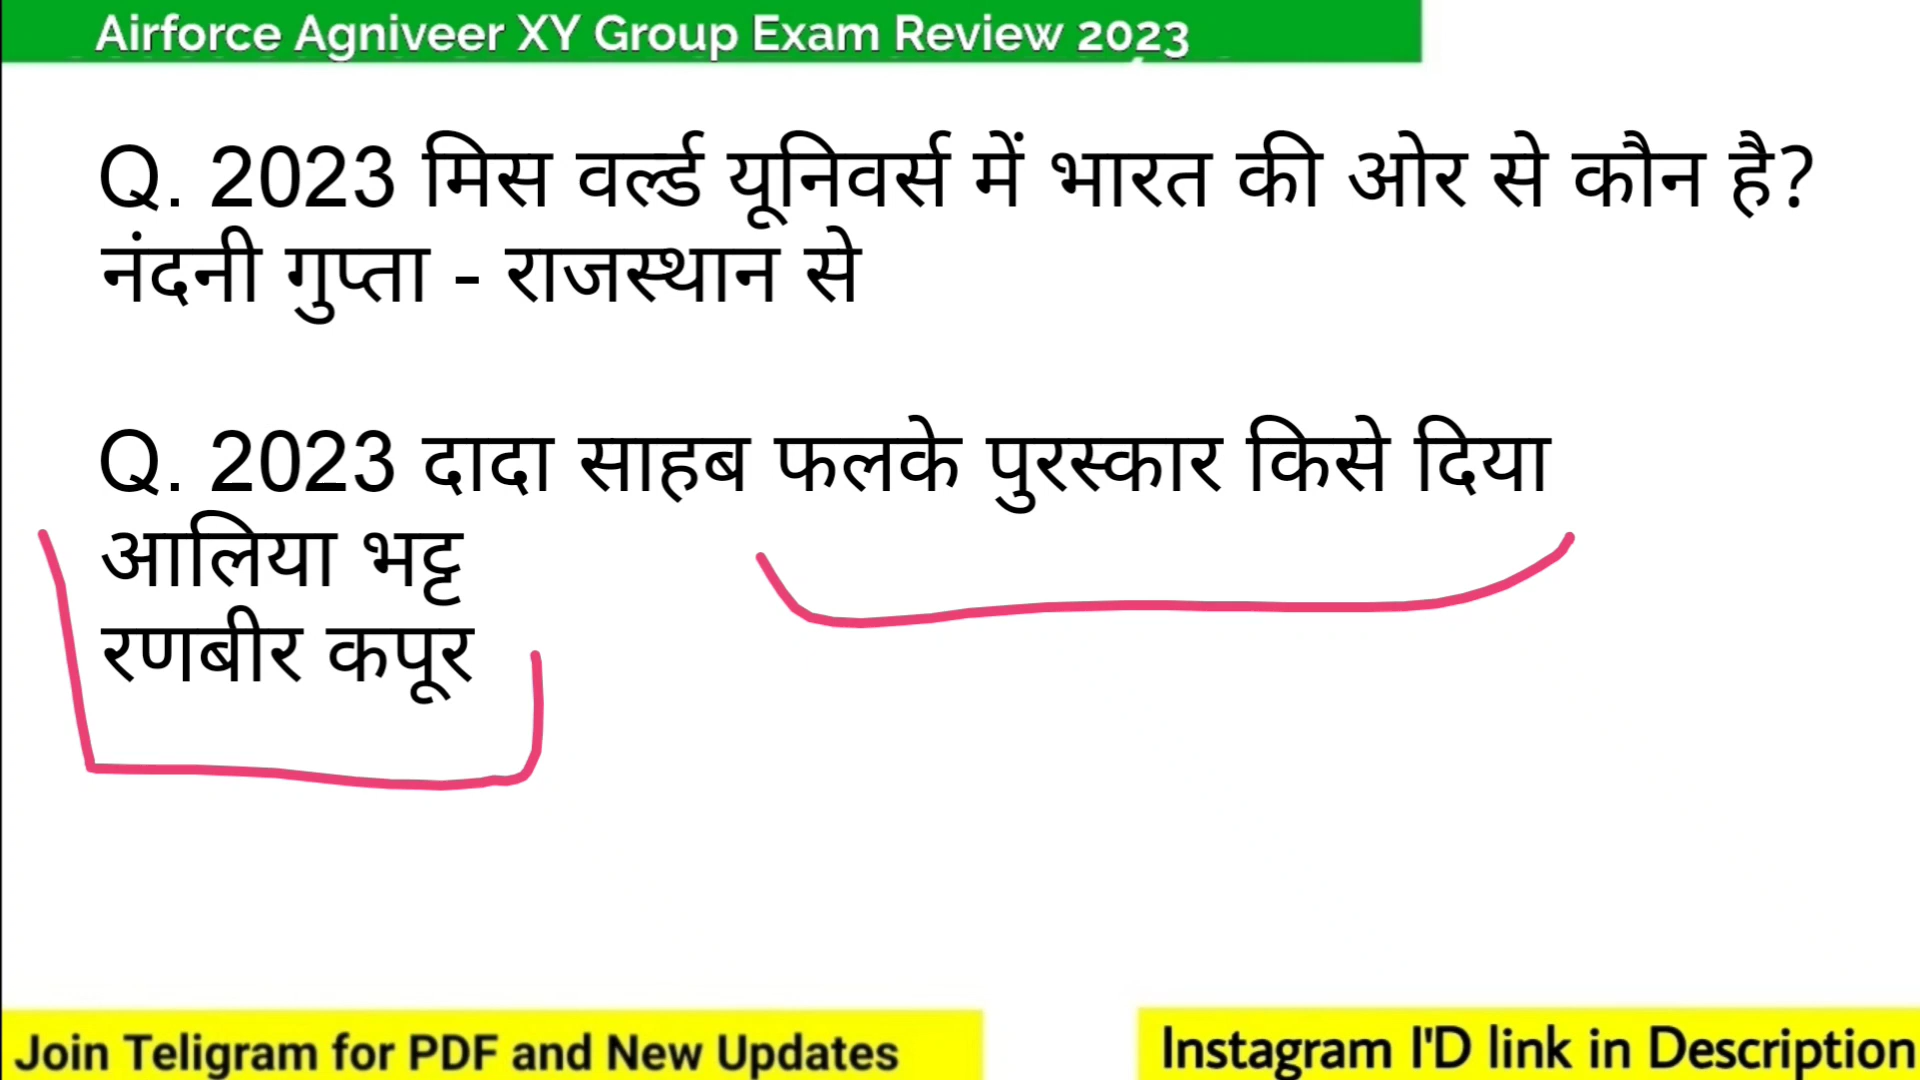 Airforce Agniveer XY Group Exam Review 2023
Q. 2023 मिस वर्ल्ड यूनिवर्स में भारत की ओर से कौन है?
नंदनी गुप्ता - राजस्थान से
Q. 2023 दादा साहब फलके पुरस्कार किसे दिया
आलिया भट्ट
रणबीर कपूर
Join Teligram for PDF and New Updates
Instagram I'D link in Description